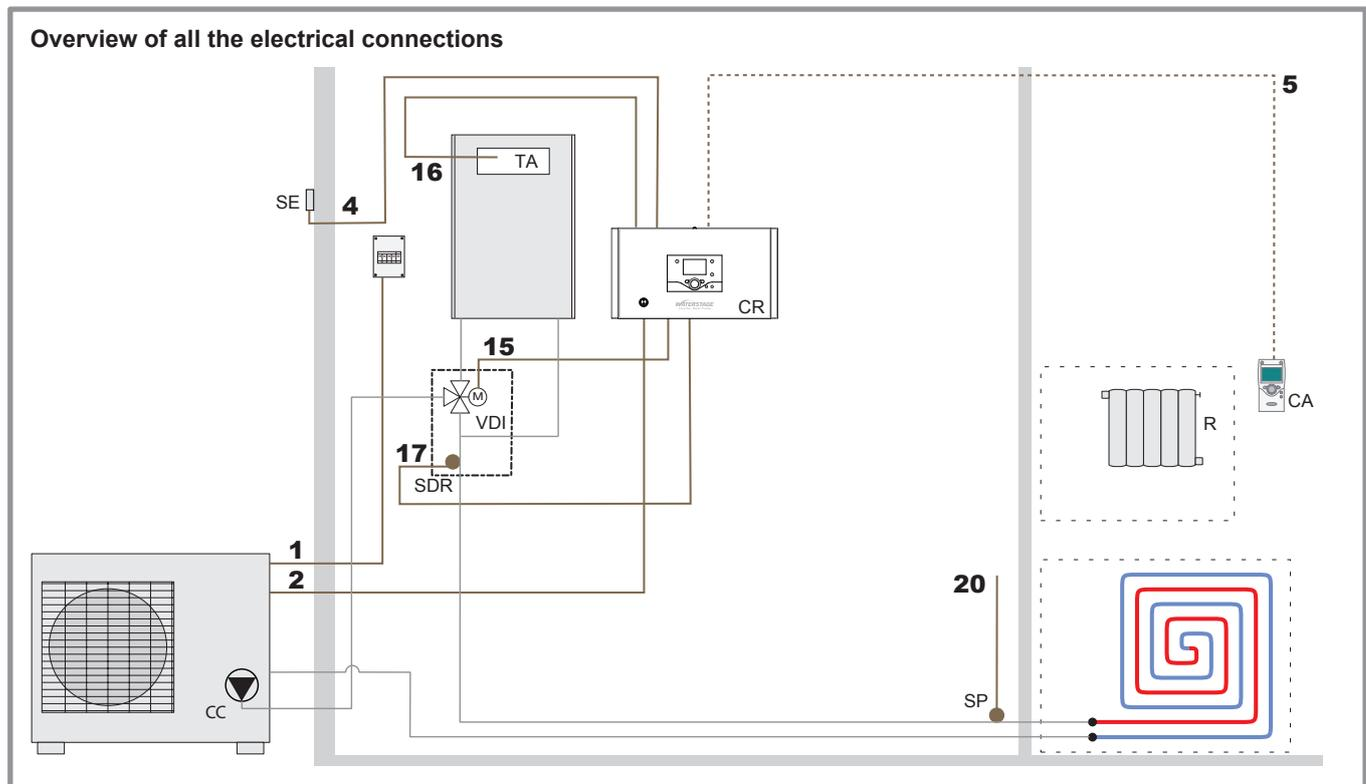 Overview of all the electrical connections
5
TA
16
SE
4
WATERSTAGE
CR
15
M
VDI
CA
R
17
SDR
1
2
20
SP
CC